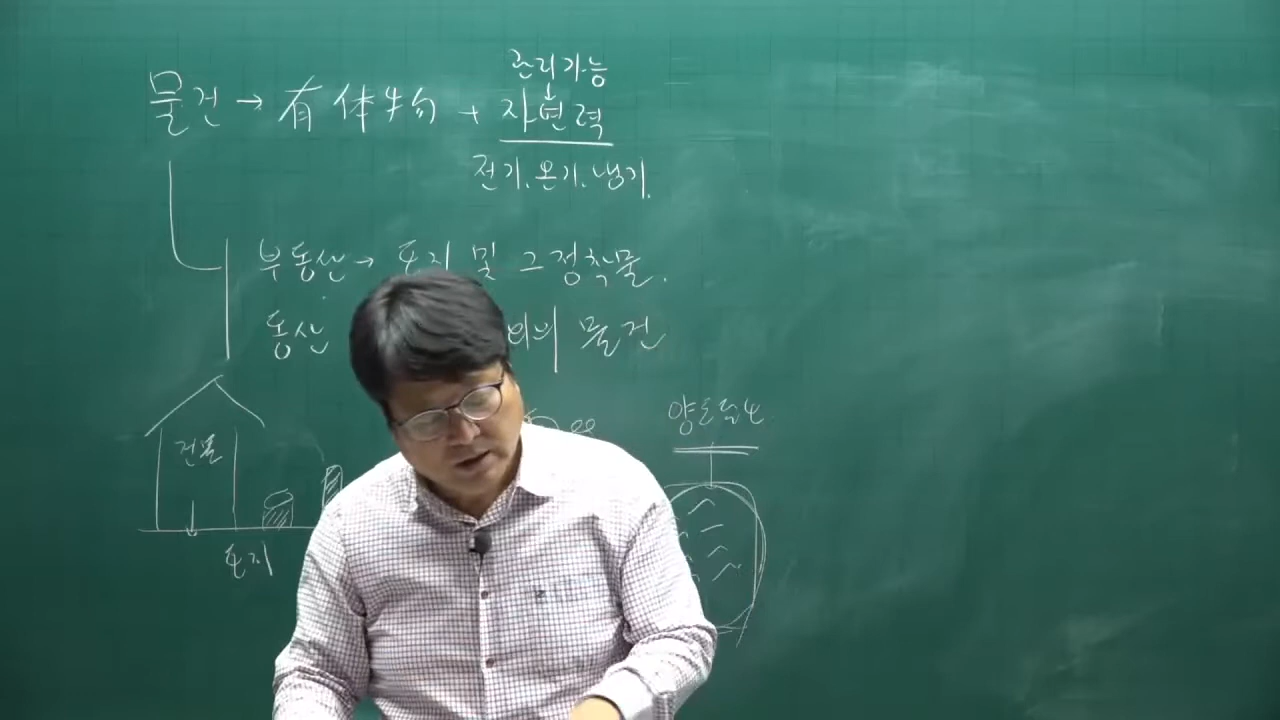 관리가능
물건 → 有体物 + 자연력
전기.온기.냉기.
부동산 → 토지 및 그 정착물.
동산 외의 물건
양도담보
건물
토지